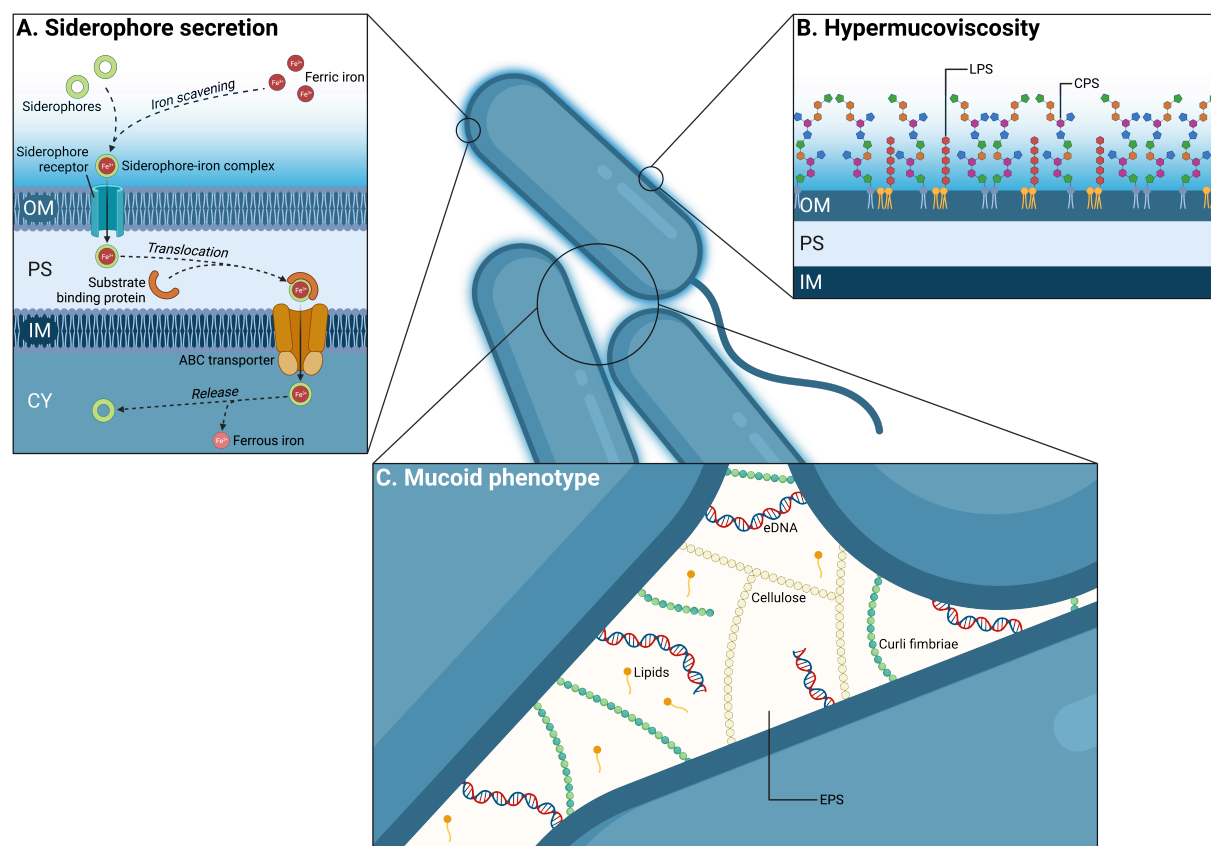 A. Siderophore secretion
Siderophores
Iron scavening
Fe³⁺
Fe³⁺
Fe³⁺
Ferric iron
Siderophore
receptor
Fe³⁺
Siderophore-iron complex
OM
Fe³⁺
Translocation
PS
Substrate
binding protein
Fe³⁺
IM
ABC transporter
CY
Release
Fe³⁺
Fe²⁺
Ferrous iron
B. Hypermucoviscosity
LPS
CPS
OM
PS
IM
C. Mucoid phenotype
eDNA
Cellulose
Curli fimbriae
Lipids
EPS